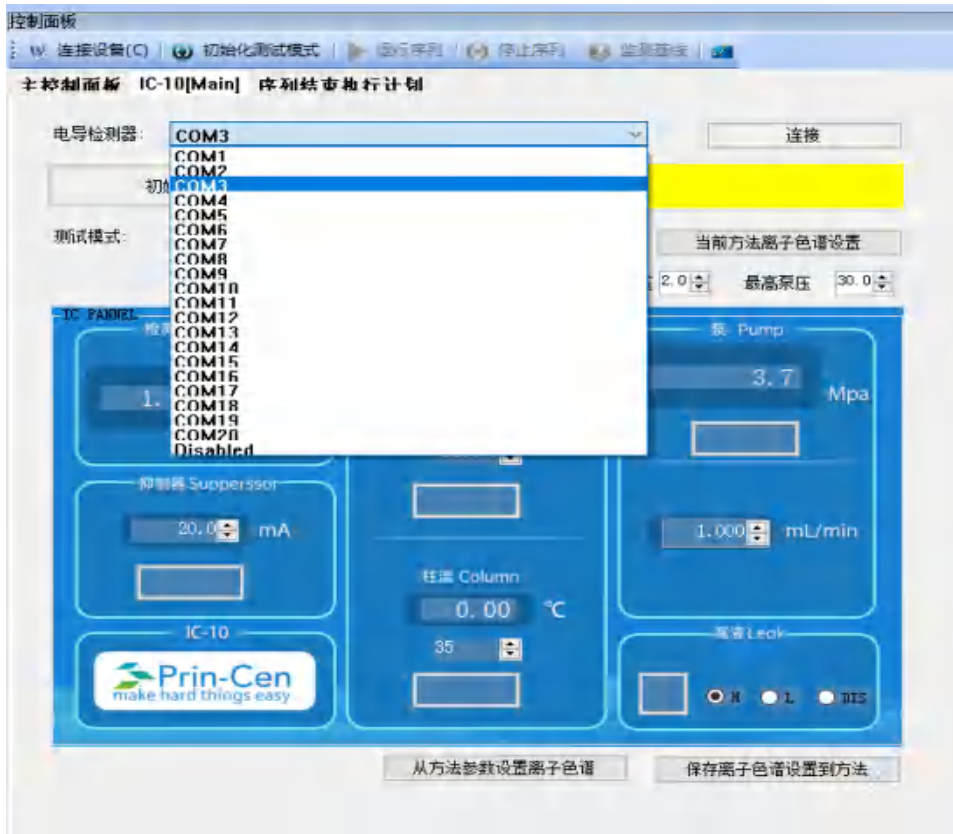 控制面板
连接设备(C) 初始化测试模式 运行序列 停止序列 监测基线
主控制面板 IC-10[Main] 序列结束执行计划
电导检测器: COM3 连接
COM1
COM2
COM3
初
COM4
COM5
COM6
测试模式: 当前方法离子色谱设置
COM7
COM8
COM9
2.0 最高泵压 30.0
COM10
COM11
COM12
IC PANNEL
泵 Pump
COM13
COM14
COM15
3.7 Mpa
COM16
COM17
1.
COM18
COM19
COM20
Disabled
抑制器 Supperssor
20.0 mA
1.000 mL/min
柱温 Column
0.00 ℃
IC-10
漏液 Leak
35
Prin-Cen
make hard things easy
H L DIS
从方法参数设置离子色谱 保存离子色谱设置到方法